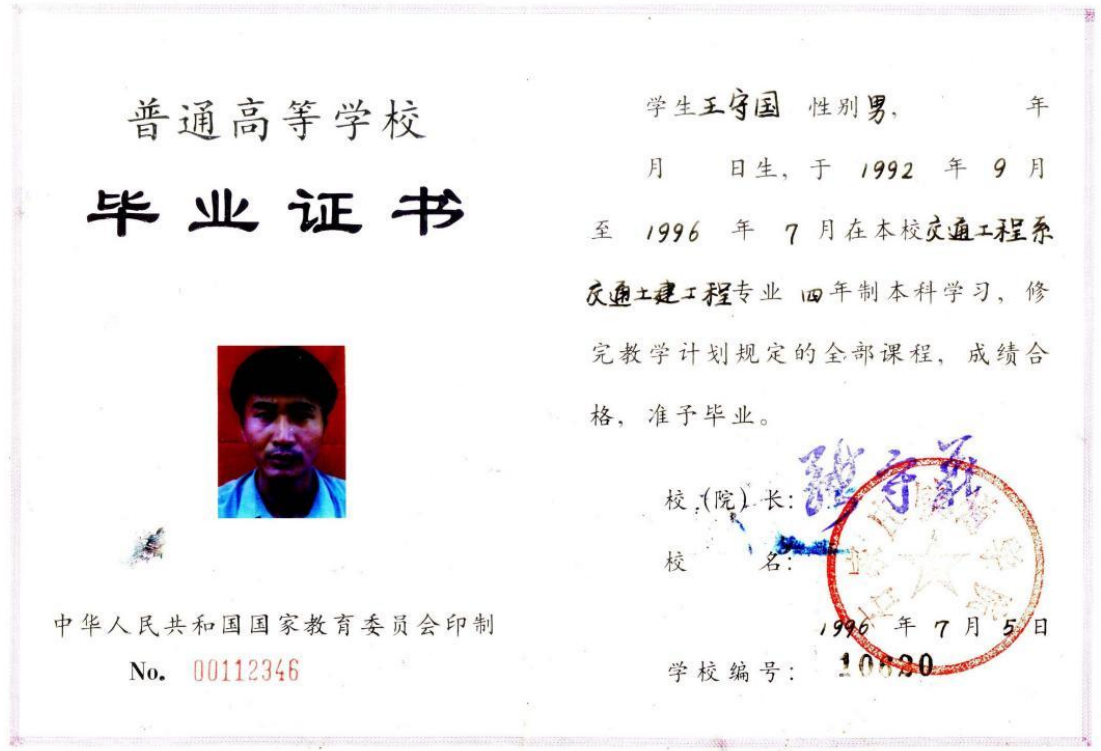 普通高等学校
毕业证书
中华人民共和国国家教育委员会印制
No. 00112346
学生王守国 性别男, 年
月 日生, 于 1992 年 9 月
至 1996 年 7 月在本校交通工程系
交通土建工程专业 四年制本科学习, 修
完教学计划规定的全部课程, 成绩合
格, 准予毕业。
校(院)长:
校 名:
1996 年 7 月 5 日
学校编号: